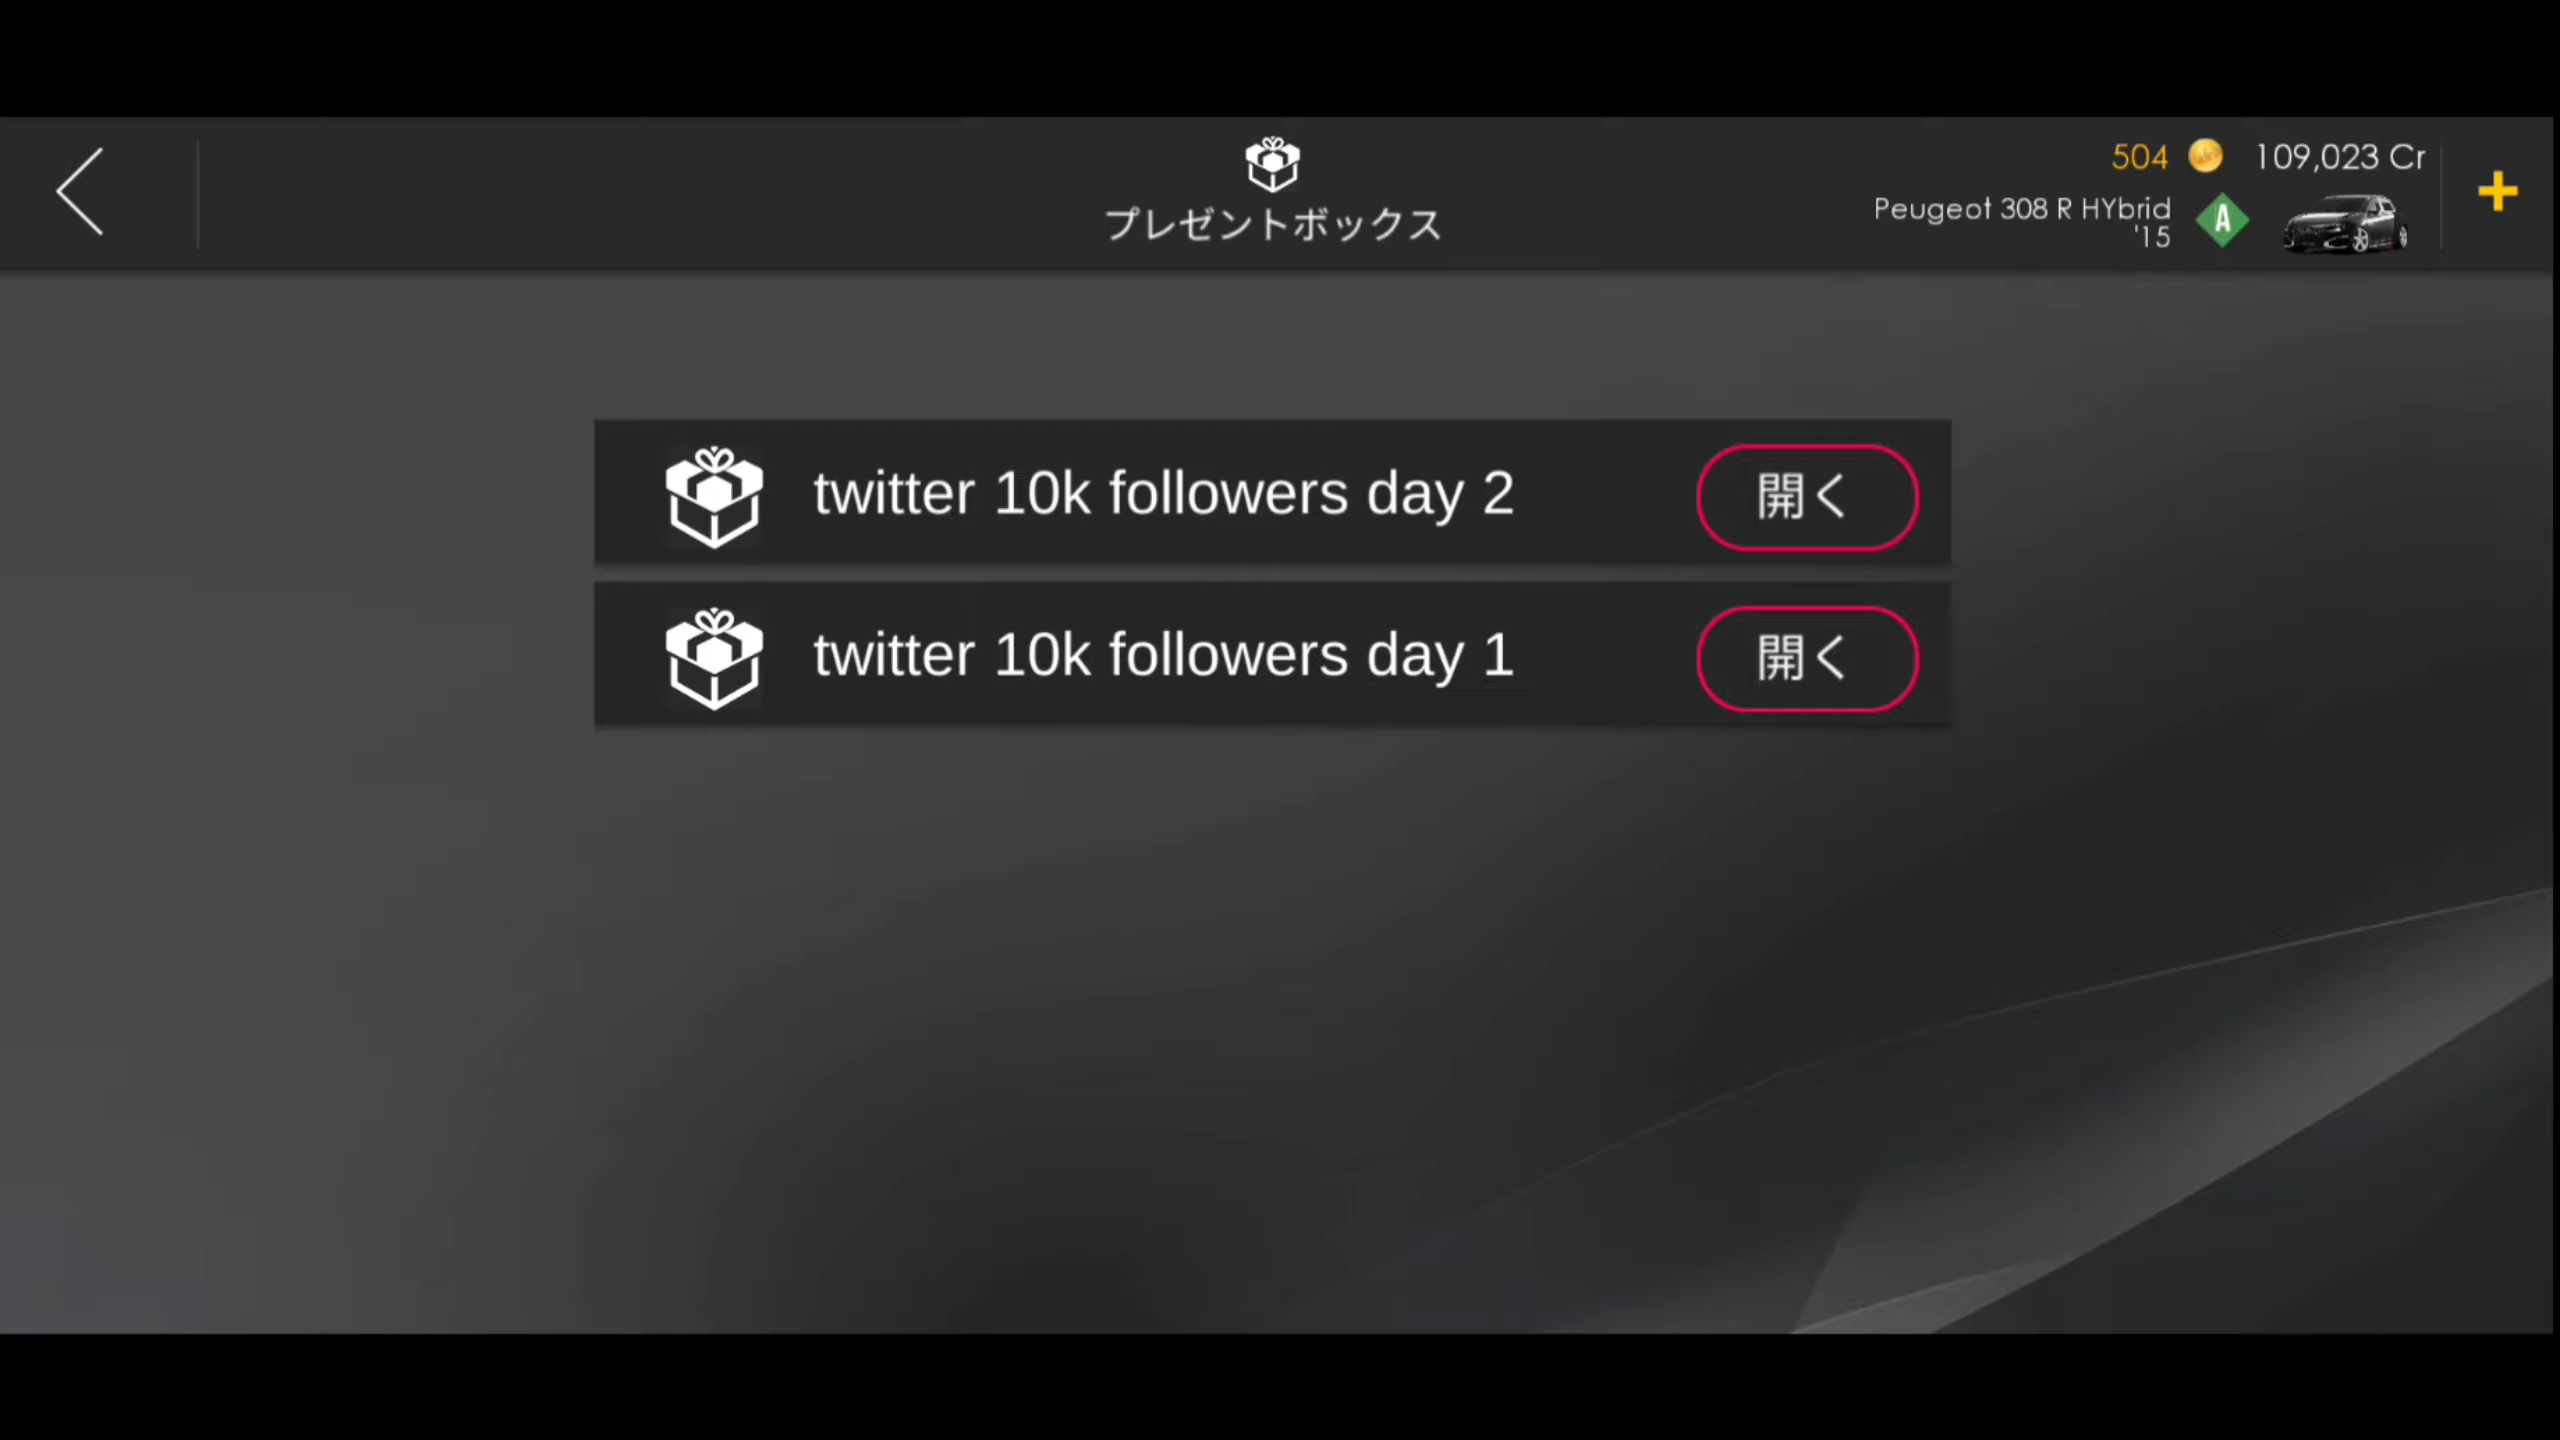 プレゼントボックス
504 109,023 Cr
Peugeot 308 R HYbrid
'15
A
twitter 10k followers day 2 開く
twitter 10k followers day 1 開く